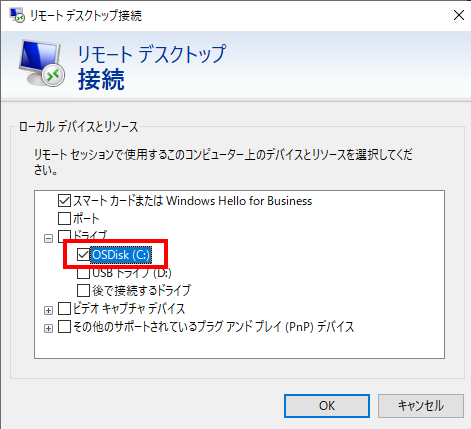 リモート デスクトップ接続
リモート デスクトップ
接続
ローカル デバイスとリソース
リモート セッションで使用するこのコンピューター上のデバイスとリソースを選択してくだ
さい。
スマート カードまたは Windows Hello for Business
ポート
ドライブ
OSDisk (C:)
USB ドライブ (D:)
後で接続するドライブ
ビデオ キャプチャ デバイス
その他のサポートされているプラグ アンド プレイ (PnP) デバイス
OK
キャンセル